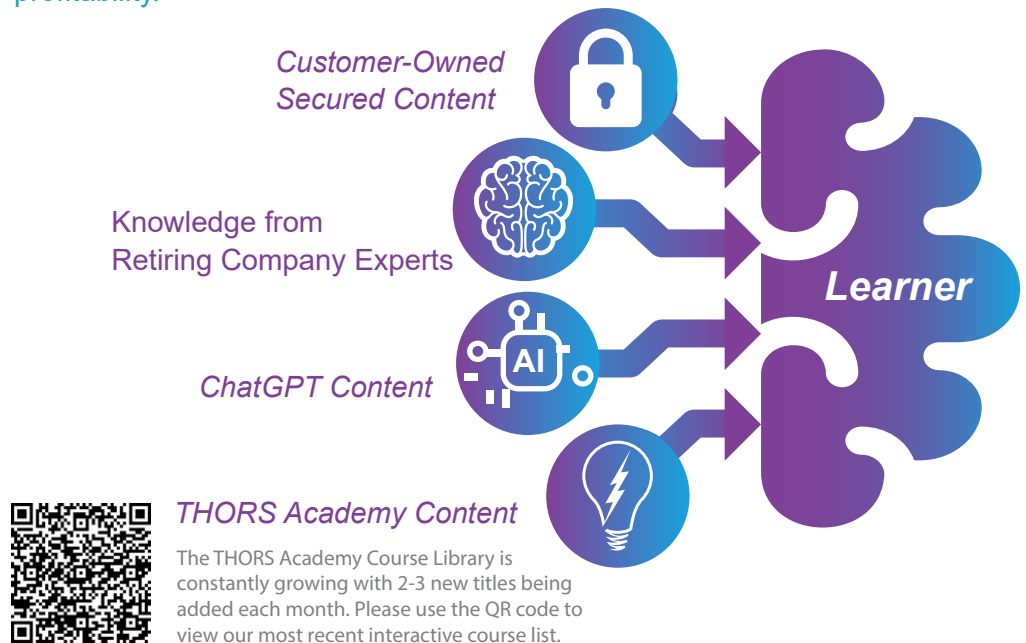 profitability.
Customer-Owned
Secured Content
Knowledge from
Retiring Company Experts
Learner
AI
ChatGPT Content
THORS Academy Content
The THORS Academy Course Library is
constantly growing with 2-3 new titles being
added each month. Please use the QR code to
view our most recent interactive course list.